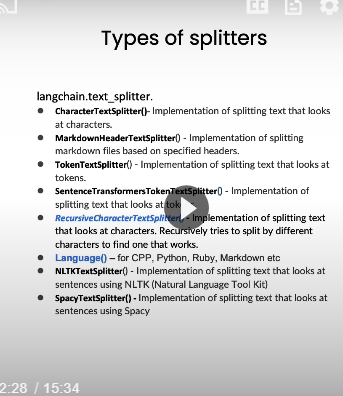 CC
Types of splitters
langchain.text_splitter.
● CharacterTextSplitter()- Implementation of splitting text that looks
at characters.
● MarkdownHeaderTextSplitter() - Implementation of splitting
markdown files based on specified headers.
● TokenTextSplitter() - Implementation of splitting text that looks at
tokens.
● SentenceTransformersTokenTextSplitter() - Implementation of
splitting text that looks at
● RecursiveCharacterTextSplitter() - Implementation of splitting text
that looks at characters. Recursively tries to split by different
characters to find one that works.
● Language() – for CPP, Python, Ruby, Markdown etc
● NLTKTextSplitter() - Implementation of splitting text that looks at
sentences using NLTK (Natural Language Tool Kit)
● SpacyTextSplitter() - Implementation of splitting text that looks at
sentences using Spacy
2:28 / 15:34